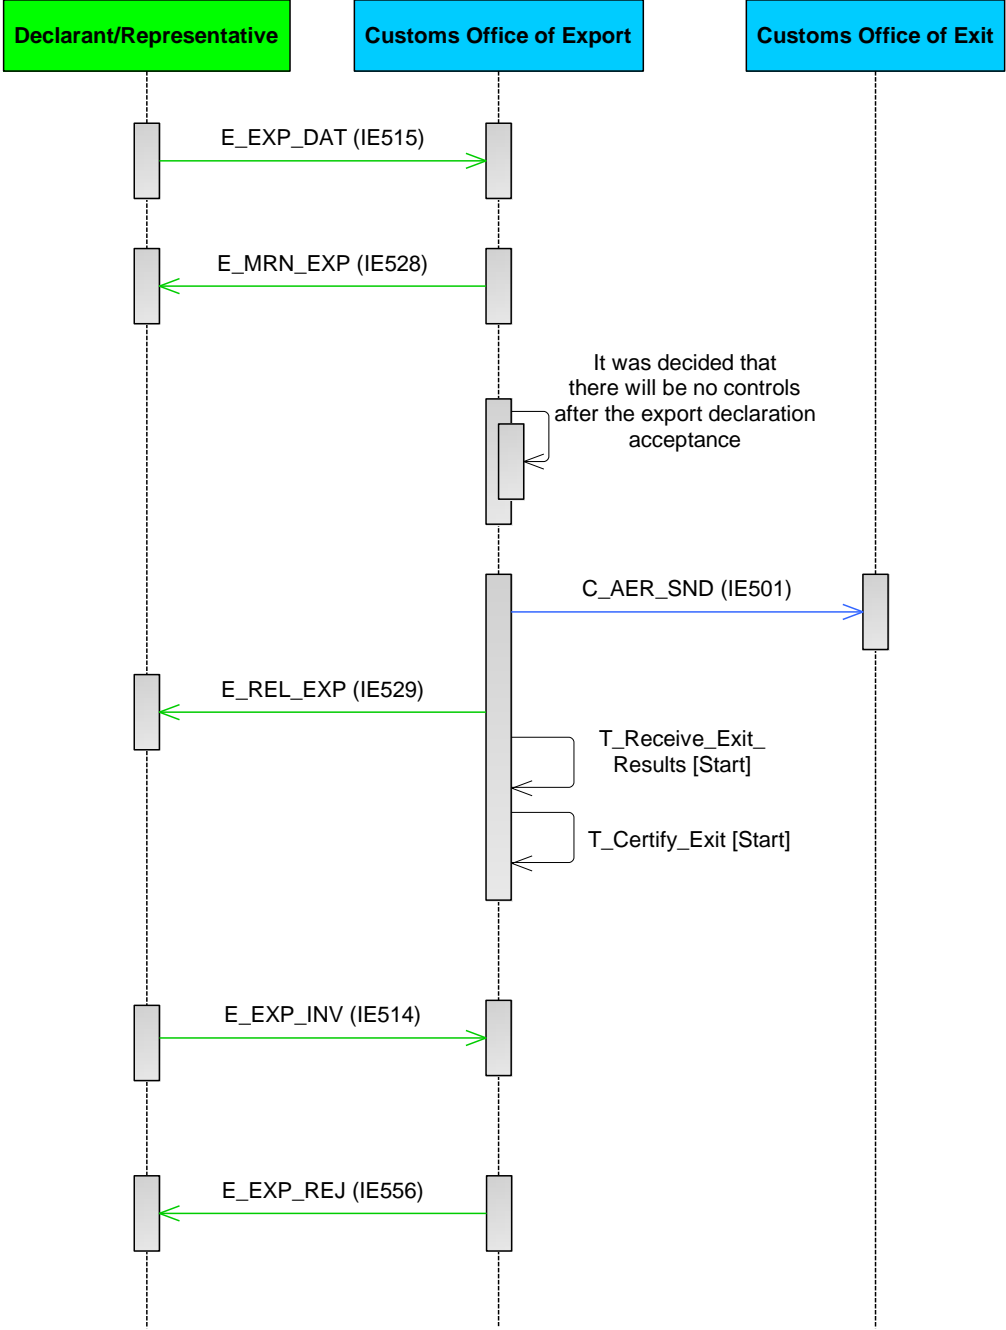 Declarant/Representative
Customs Office of Export
Customs Office of Exit
E_EXP_DAT (IE515)
E_MRN_EXP (IE528)
It was decided that
there will be no controls
after the export declaration
acceptance
C_AER_SND (IE501)
E_REL_EXP (IE529)
T_Receive_Exit_
Results [Start]
T_Certify_Exit [Start]
E_EXP_INV (IE514)
E_EXP_REJ (IE556)